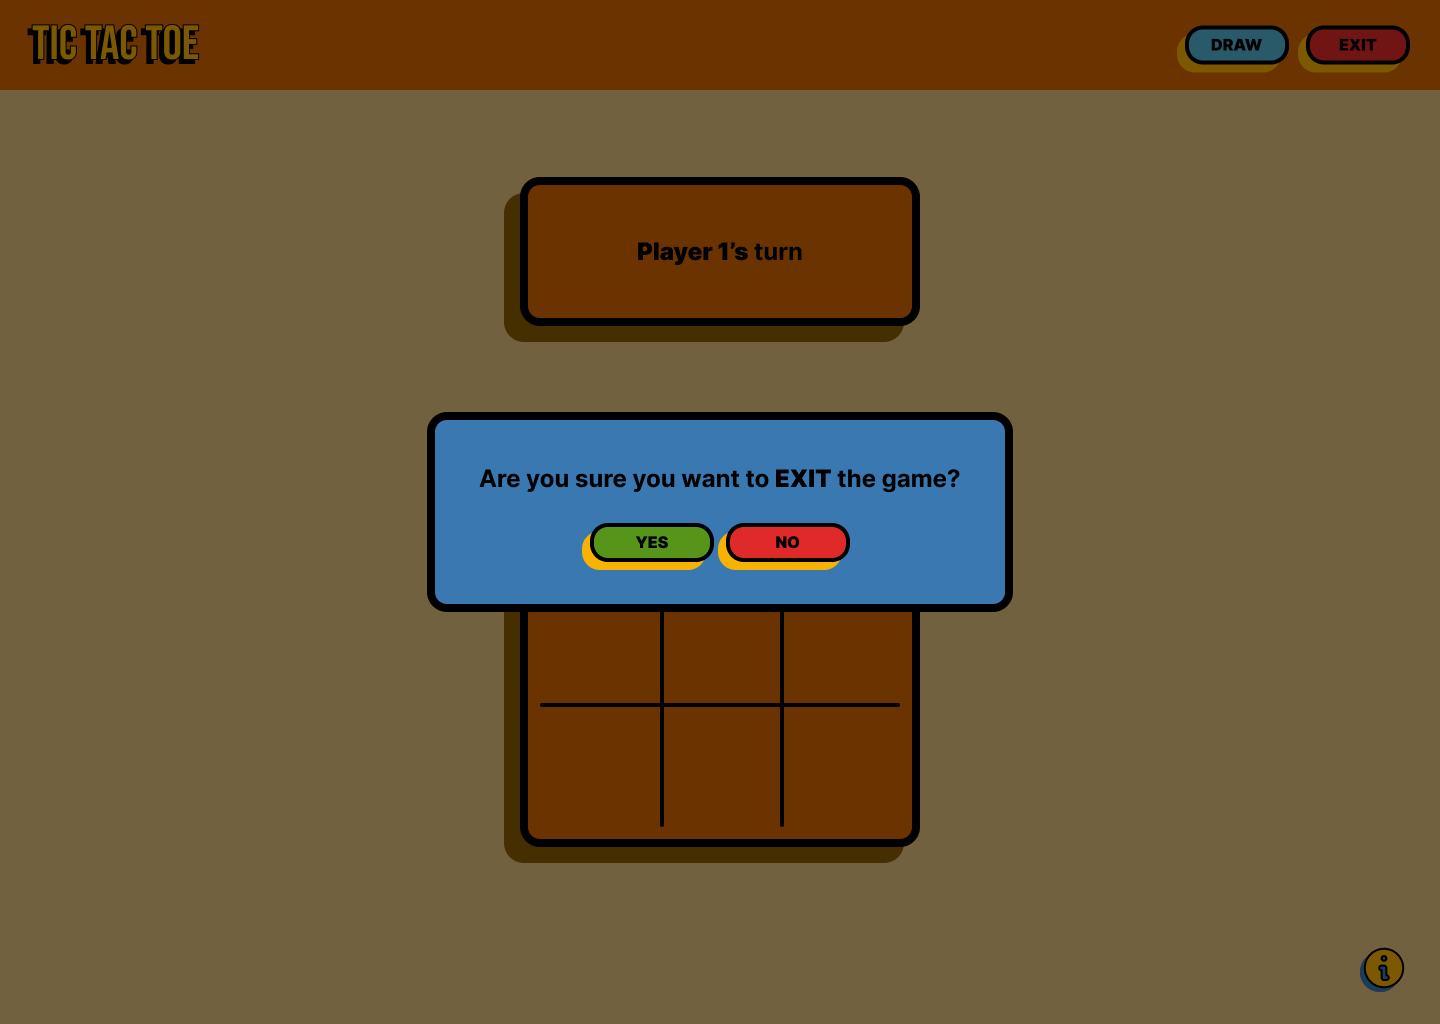 TIC TAC TOE
DRAW
EXIT
Player 1’s turn
Are you sure you want to EXIT the game?
YES
NO
i